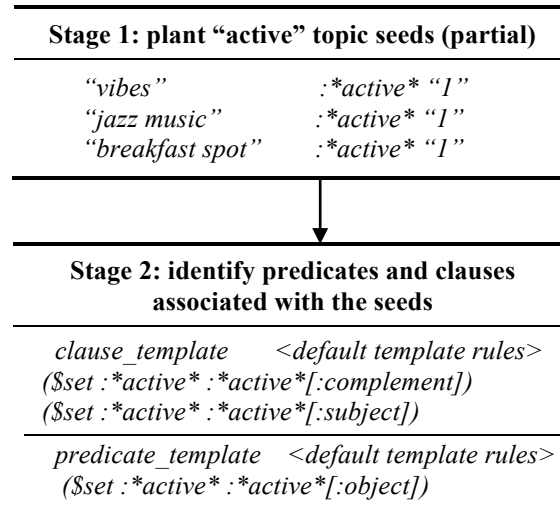 Stage 1: plant “active” topic seeds (partial)
“vibes” :*active* “1”
“jazz music” :*active* “1”
“breakfast spot” :*active* “1”
Stage 2: identify predicates and clauses
associated with the seeds
clause_template <default template rules>
($set :*active* :*active*[:complement])
($set :*active* :*active*[:subject])
predicate_template <default template rules>
($set :*active* :*active*[:object])